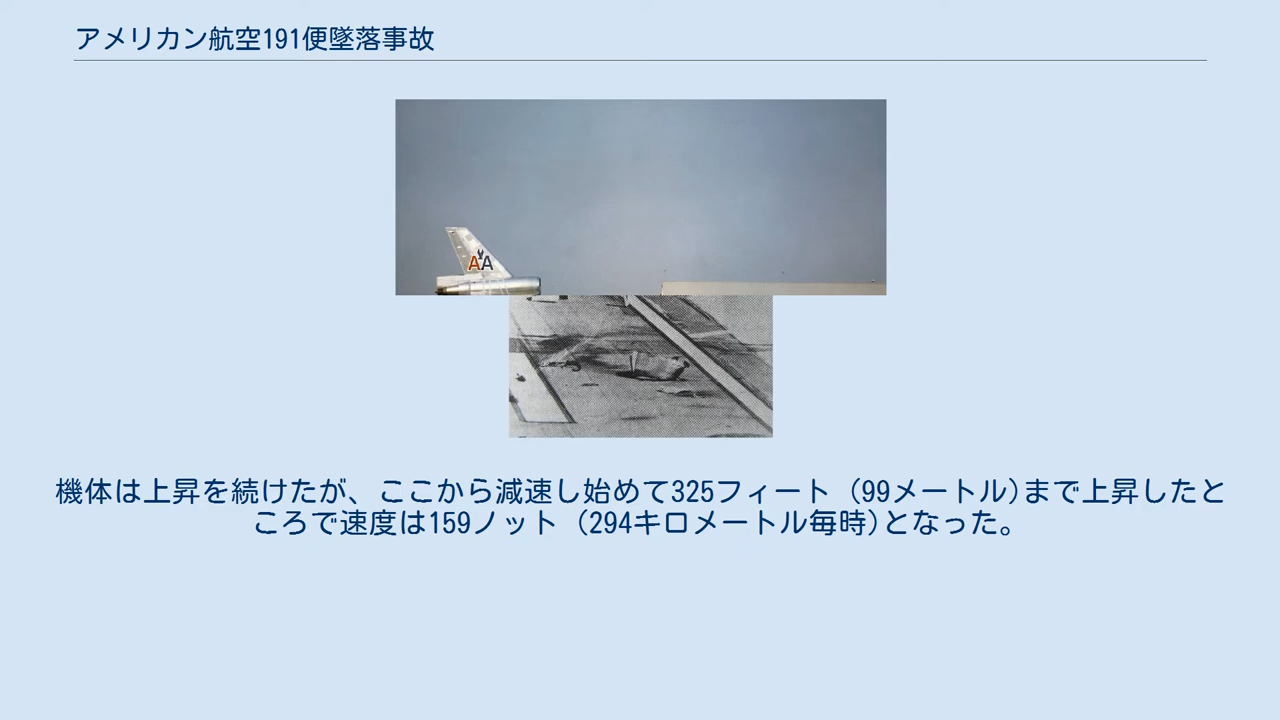 アメリカン航空191便墜落事故
AA
機体は上昇を続けたが、ここから減速し始めて325フィート (99メートル)まで上昇したと
ころで速度は159ノット (294キロメートル毎時)となった。